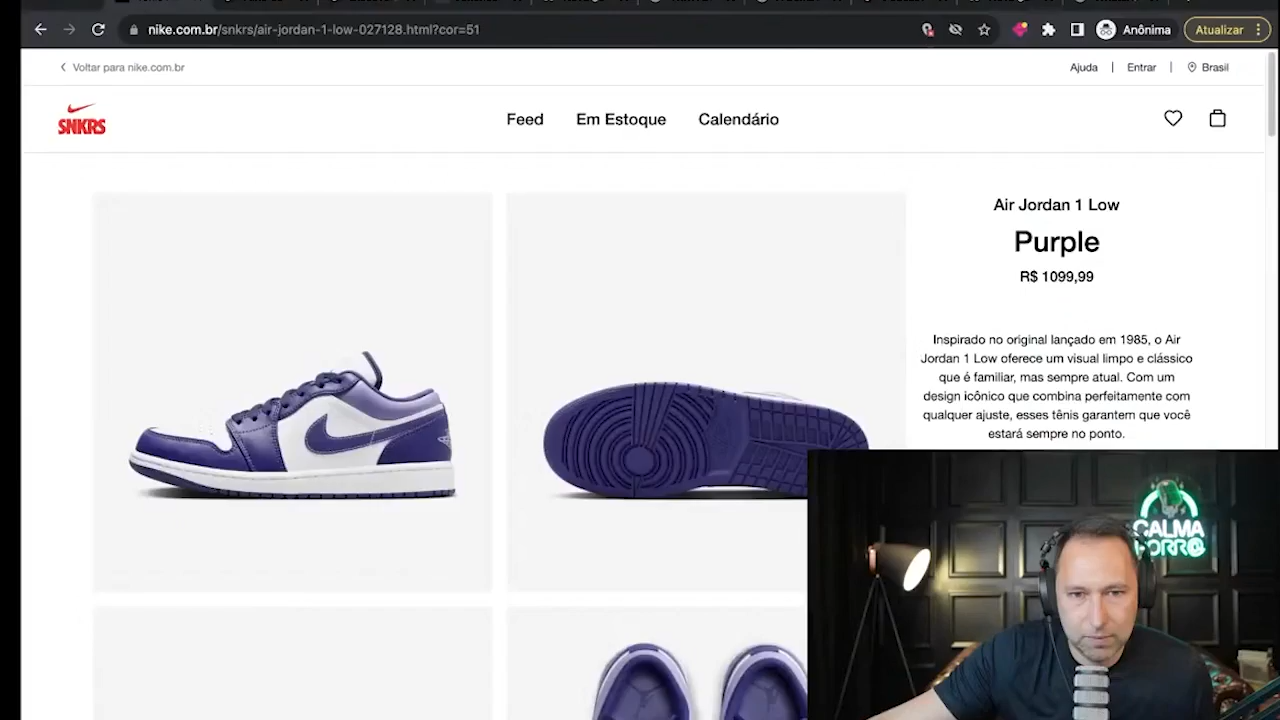 nike.com.br/snkrs/air-jordan-1-low-027128.html?cor=51
Anônima
Atualizar
Voltar para nike.com.br
Ajuda
Entrar
Brasil
SNKRS
Feed
Em Estoque
Calendário
Air Jordan 1 Low
Purple
R$ 1099,99
Inspirado no original lançado em 1985, o Air
Jordan 1 Low oferece um visual limpo e clássico
que é familiar, mas sempre atual. Com um
design icônico que combina perfeitamente com
qualquer ajuste, esses tênis garantem que você
estará sempre no ponto.
CALMA